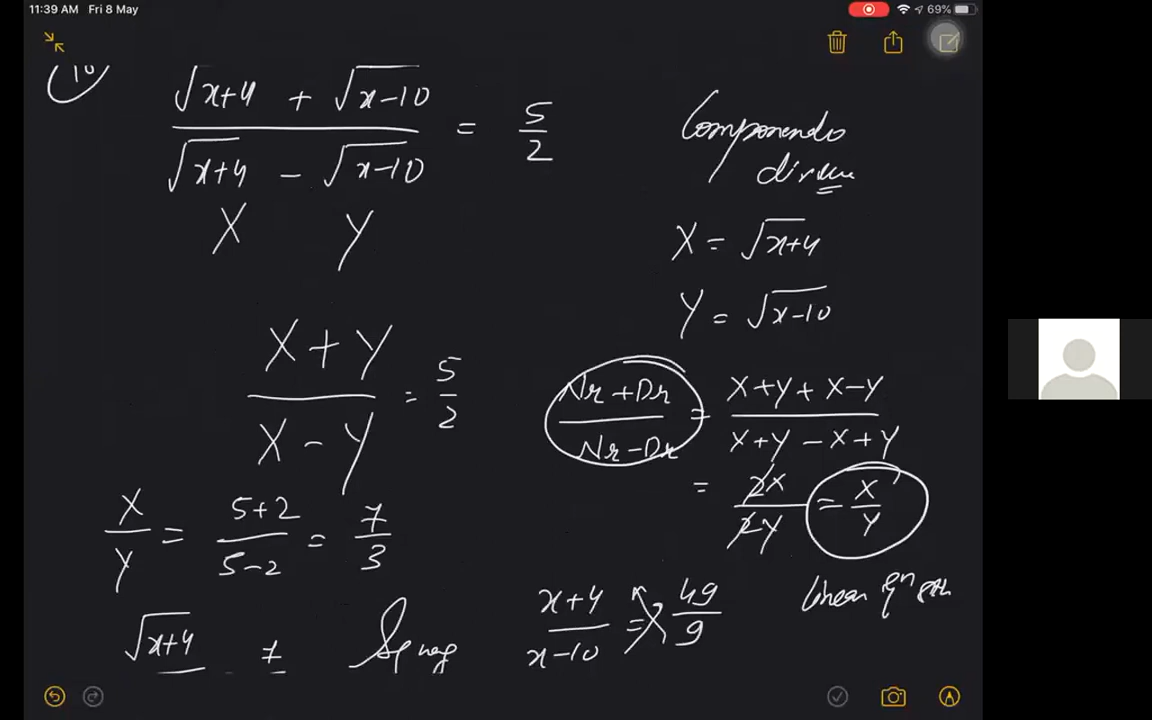 11:39 AM Fri 8 May
69%
10
(√(x+4) + √(x-10)) / (√(x+4) - √(x-10)) = 5/2
X Y
Componendo
X = √(x+4)
Y = √(x-10)
(X+Y)/(X-Y) = 5/2
(Nr+Dr)/(Nr-Dr) = (X+Y+X-Y)/(X+Y-X+Y)
= 2X/2Y = X/Y
X/Y = (5+2)/(5-2) = 7/3
Linear eqn
√(x+4) 7
(x+4)/(x-10) = 49/9